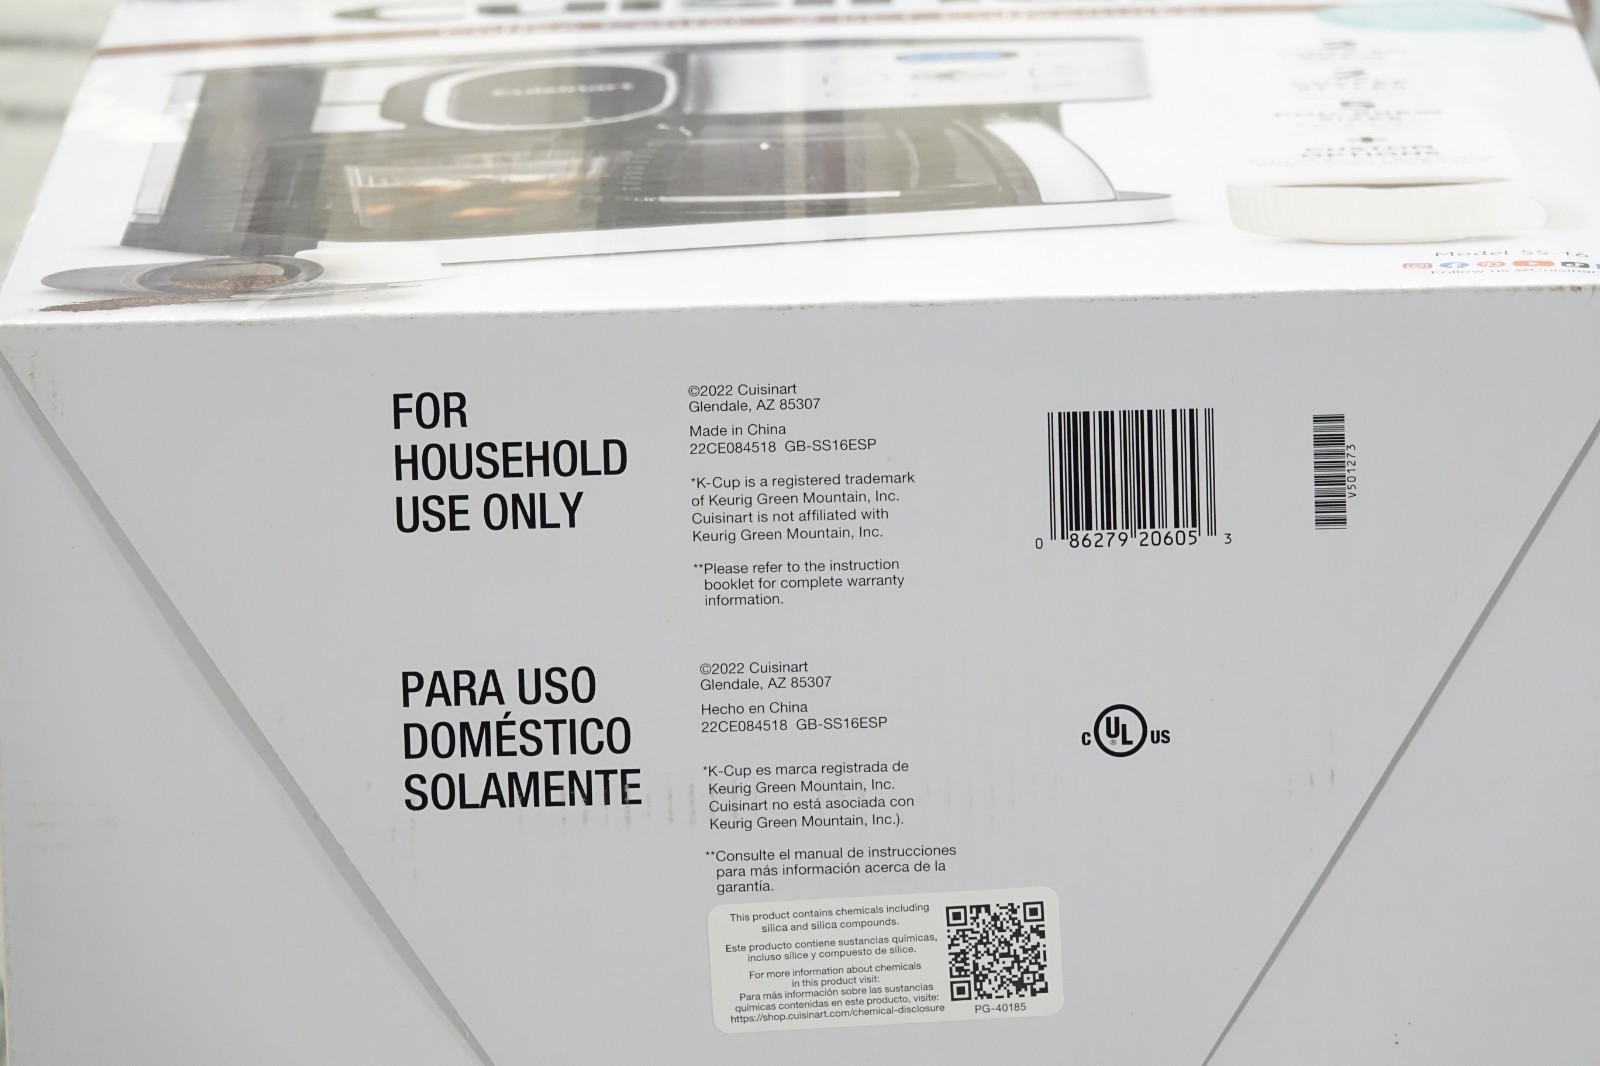 Cuisinart
CUSTOM
OPTIONS
Model SS-16
FOR
HOUSEHOLD
USE ONLY
©2022 Cuisinart
Glendale, AZ 85307
Made in China
22CE084518 GB-SS16ESP
*K-Cup is a registered trademark
of Keurig Green Mountain, Inc.
Cuisinart is not affiliated with
Keurig Green Mountain, Inc.
**Please refer to the instruction
booklet for complete warranty
information.
0 86279 20605 3
V501273
PARA USO
DOMÉSTICO
SOLAMENTE
©2022 Cuisinart
Glendale, AZ 85307
Hecho en China
22CE084518 GB-SS16ESP
*K-Cup es marca registrada de
Keurig Green Mountain, Inc.
Cuisinart no está asociada con
Keurig Green Mountain, Inc.).
**Consulte el manual de instrucciones
para más información acerca de la
garantía.
C UL ® US
This product contains chemicals including
silica and silica compounds.
Este producto contiene sustancias químicas,
incluso sílice y compuesto de sílice.
For more information about chemicals
in this product visit:
Para más información sobre las sustancias
químicas contenidas en este producto, visite:
https://shop.cuisinart.com/chemical-disclosure
PG-40185